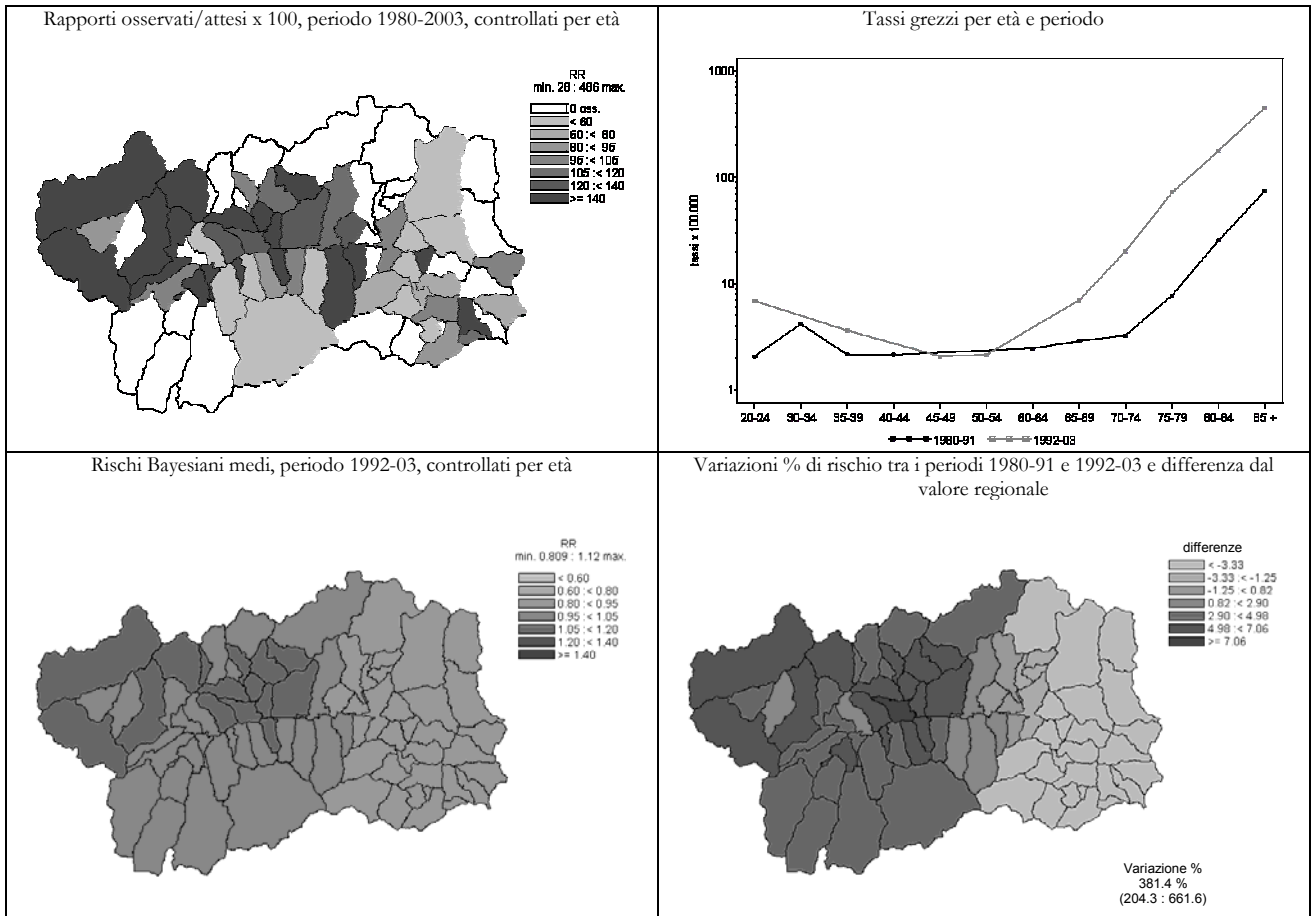 Rapporti osservati/attesi x 100, periodo 1980-2003, controllati per età
RR
min. 28 : 486 max.
0 oss.
< 60
60 :< 80
80 :< 95
95 :< 105
105 :< 120
120 :< 140
>= 140
Tassi grezzi per età e periodo
tassi x 100.000
1000
100
10
1
20-24 30-34 35-39 40-44 45-49 50-54 60-64 65-69 70-74 75-79 80-84 85 +
1980-91 1992-03
Rischi Bayesiani medi, periodo 1992-03, controllati per età
RR
min. 0.809 : 1.12 max.
< 0.60
0.60 :< 0.80
0.80 :< 0.95
0.95 :< 1.05
1.05 :< 1.20
1.20 :< 1.40
>= 1.40
Variazioni % di rischio tra i periodi 1980-91 e 1992-03 e differenza dal
valore regionale
differenze
< -3.33
-3.33 :< -1.25
-1.25 :< 0.82
0.82 :< 2.90
2.90 :< 4.98
4.98 :< 7.06
>= 7.06
Variazione %
381.4 %
(204.3 : 661.6)